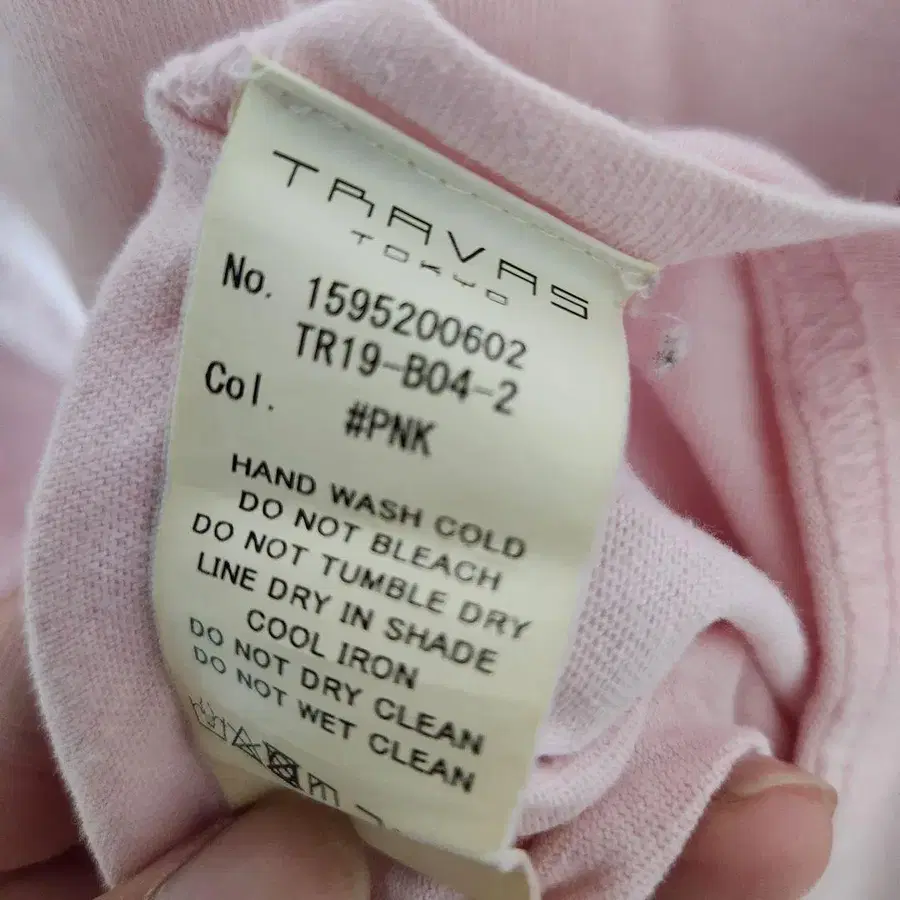 TRAVAS
TOKYO
No. 1595200602
TR19-B04-2
Col. #PNK
HAND WASH COLD
DO NOT BLEACH
DO NOT TUMBLE DRY
LINE DRY IN SHADE
COOL IRON
DO NOT DRY CLEAN
DO NOT WET CLEAN